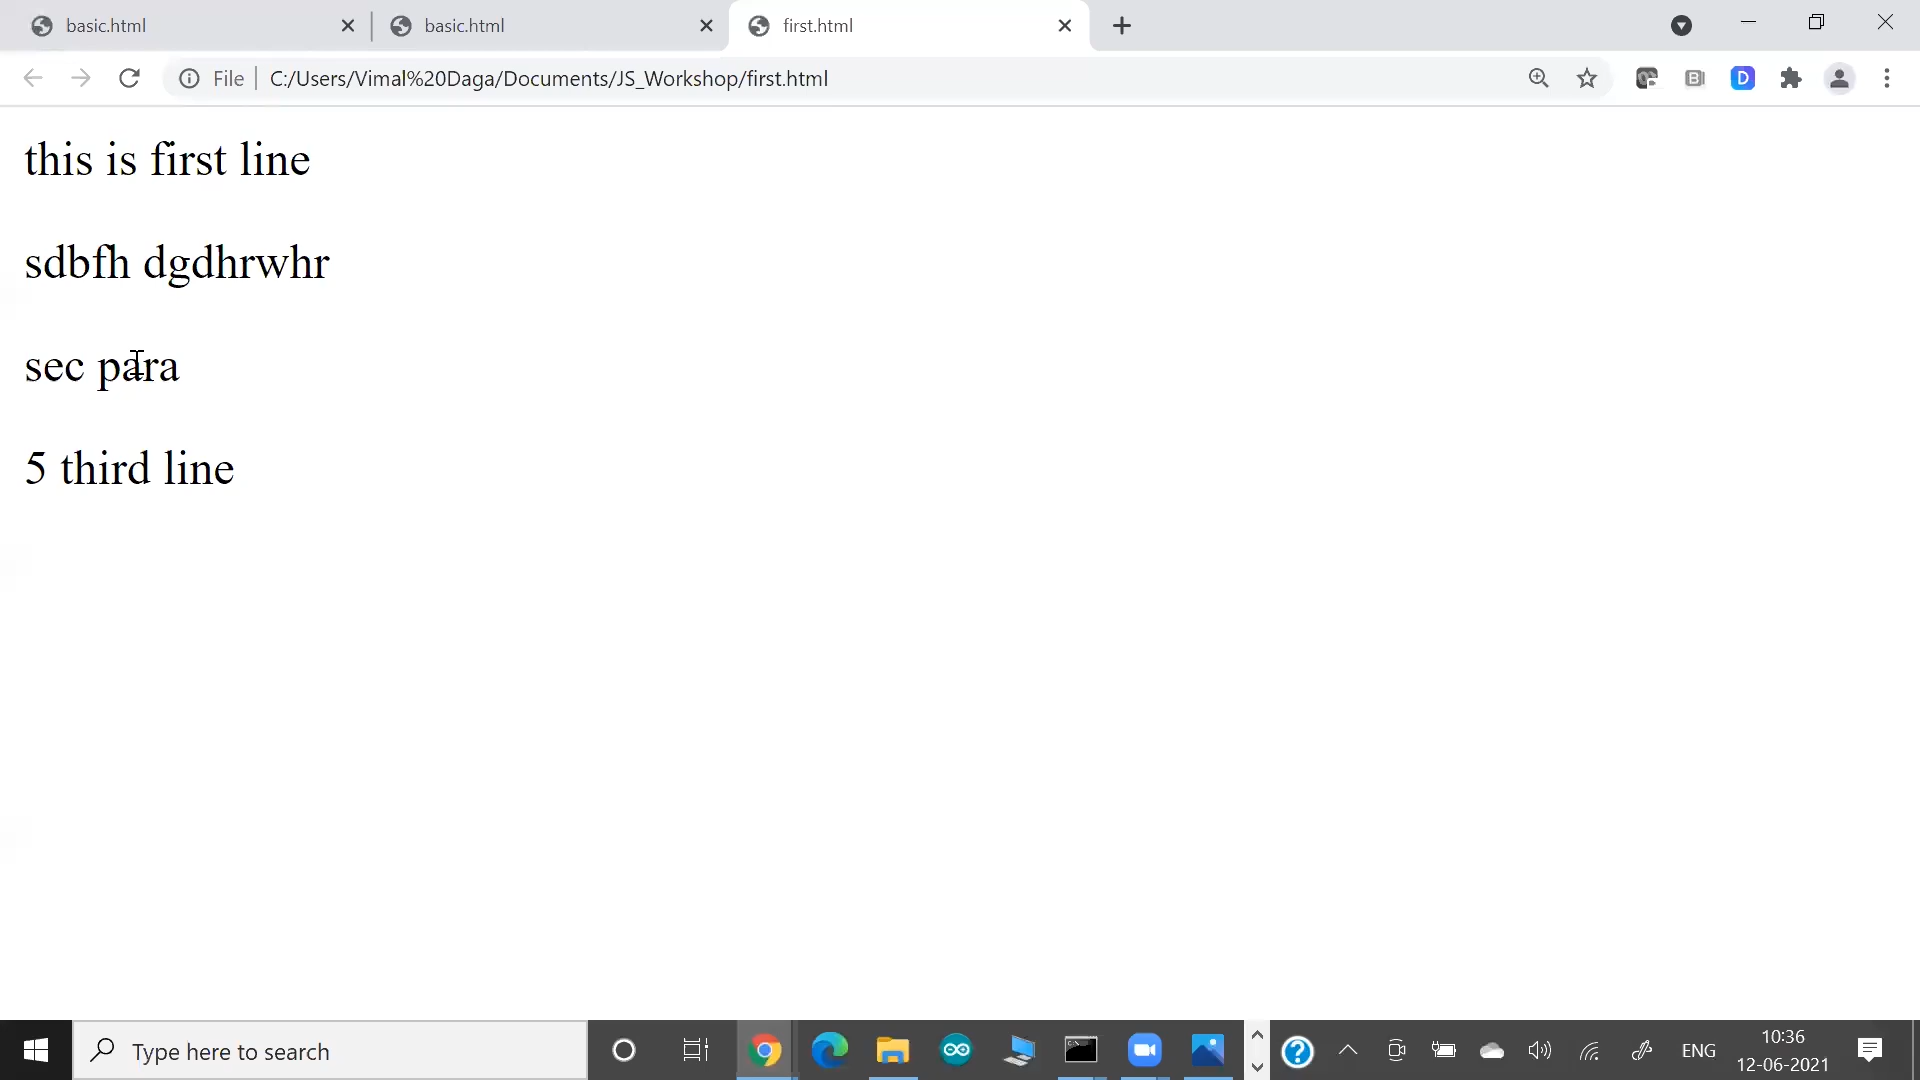 basic.html
basic.html
first.html
File
C:/Users/Vimal%20Daga/Documents/JS_Workshop/first.html
D
this is first line
sdbfh dgdhrwhr
sec para
5 third line
Type here to search
ENG
10:36
12-06-2021